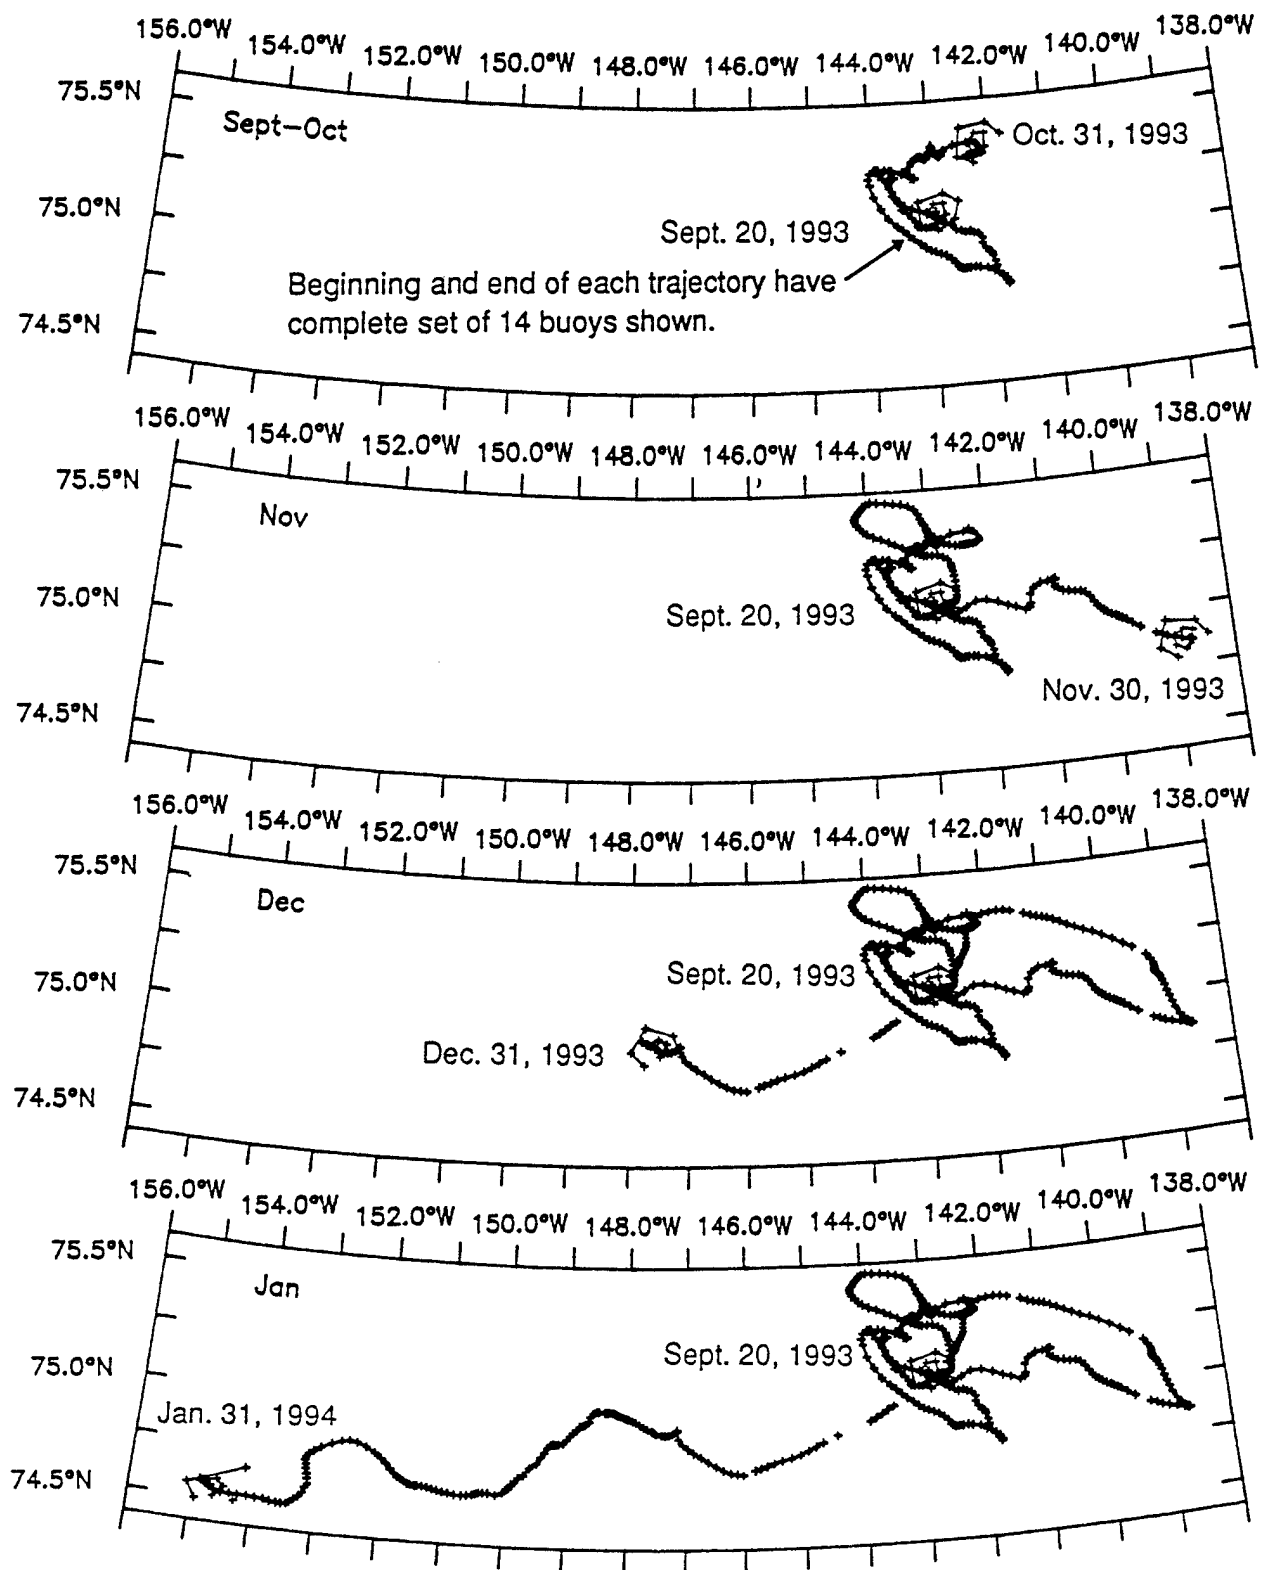 156.0°W 154.0°W 152.0°W 150.0°W 148.0°W 146.0°W 144.0°W 142.0°W 140.0°W 138.0°W
75.5°N
Sept-Oct
Oct. 31, 1993
75.0°N
Sept. 20, 1993
Beginning and end of each trajectory have
complete set of 14 buoys shown.
74.5°N
156.0°W 154.0°W 152.0°W 150.0°W 148.0°W 146.0°W 144.0°W 142.0°W 140.0°W 138.0°W
75.5°N
Nov
75.0°N
Sept. 20, 1993
Nov. 30, 1993
74.5°N
156.0°W 154.0°W 152.0°W 150.0°W 148.0°W 146.0°W 144.0°W 142.0°W 140.0°W 138.0°W
75.5°N
Dec
75.0°N
Sept. 20, 1993
Dec. 31, 1993
74.5°N
156.0°W 154.0°W 152.0°W 150.0°W 148.0°W 146.0°W 144.0°W 142.0°W 140.0°W 138.0°W
75.5°N
Jan
75.0°N
Sept. 20, 1993
Jan. 31, 1994
74.5°N